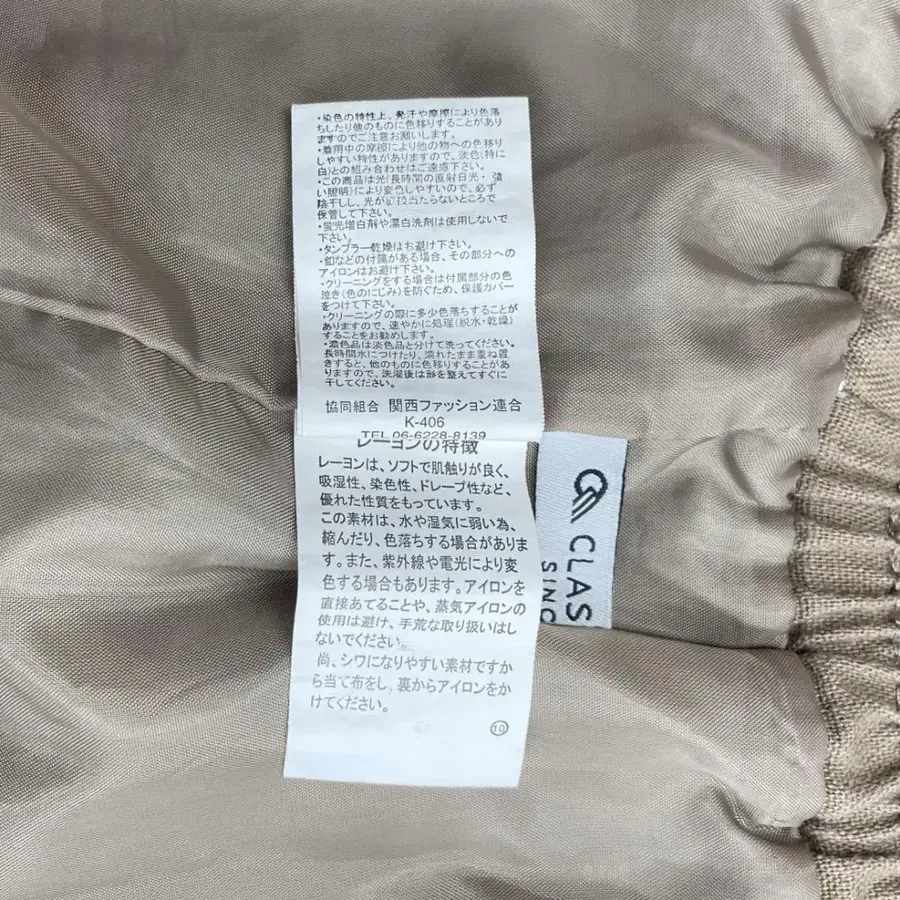 ・染色の特性上、発汗や摩擦により色落
ちしたり他のものに色移りすることがあり
ますのでご注意お願いします。
・着用中の摩擦により他の物への色移り
しやすい特性がありますので、淡色(特に
白)との組み合わせはご遠慮下さい。
・この商品は光(長時間の直射日光・強
い照明)により変色しやすいので、必ず
陰干しし、光が直接当たらないところで
保管して下さい。
・蛍光増白剤や漂白洗剤は使用しないで
下さい。
・タンブラー乾燥はお避け下さい。
・釦などの付属がある場合、その部分への
アイロンはお避け下さい。
・クリーニングをする場合は付属部分の色
泣き(色のにじみ)を防ぐため、保護カバー
をつけて下さい。
・クリーニングの際に多少色落ちすることが
ありますので、速やかに処理(脱水・乾燥)
することをお勧めします。
・濃色品は淡色品と分けて洗ってください。
長時間水につけたり、濡れたまま重ね置
きすると、他のものに色移りすることがあ
ります。洗濯後は形を整えてすぐに
干してください。
協同組合 関西ファッション連合
K-406
TEL 06-6228-8139
レーヨンの特徴
レーヨンは、ソフトで肌触りが良く、
吸湿性、染色性、ドレープ性など、
優れた性質をもっています。
この素材は、水や湿気に弱い為、
縮んだり、色落ちする場合がありま
す。また、紫外線や電光により変
色する場合もあります。アイロンを
直接あてることや、蒸気アイロンの
使用は避け、手荒な取り扱いはし
ないでください。
尚、シワになりやすい素材ですか
ら当て布をし、裏からアイロンをか
けてください。
10
CLAS
SINC